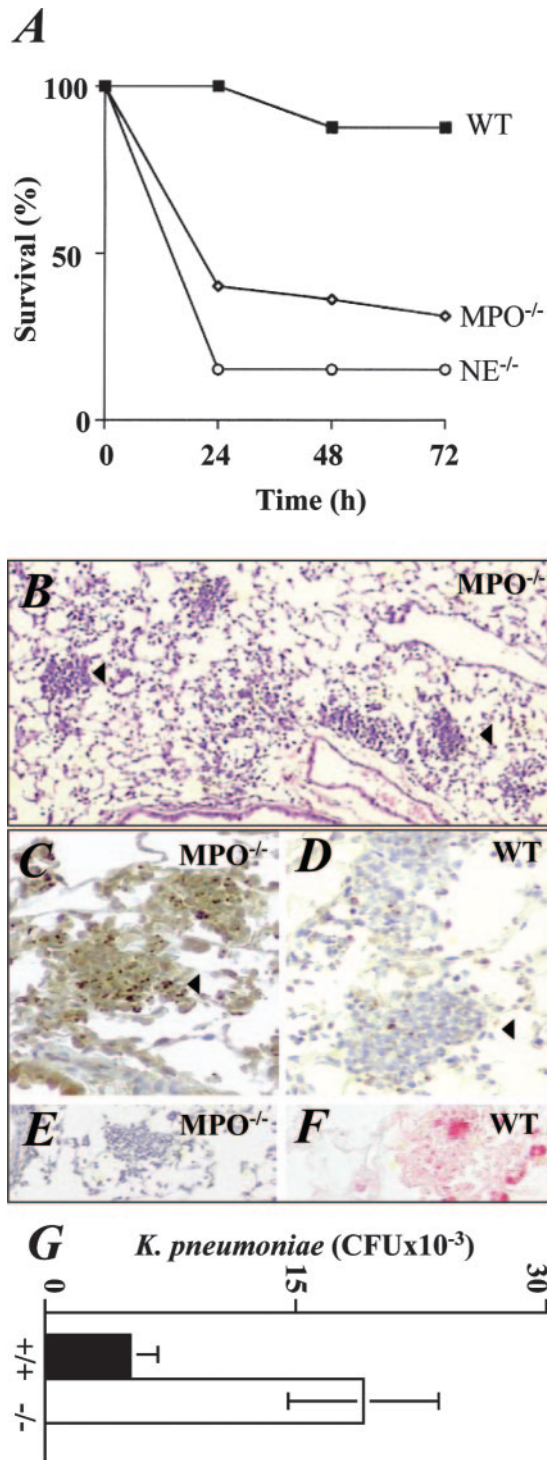 A
100
WT
Survival (%)
50
MPO-/-
NE-/-
0
0 24 48 72
Time (h)
B MPO-/-
C MPO-/- D WT
E MPO-/- F WT
G K. pneumoniae (CFUx10-3)
0 15 30
+/+
-/-